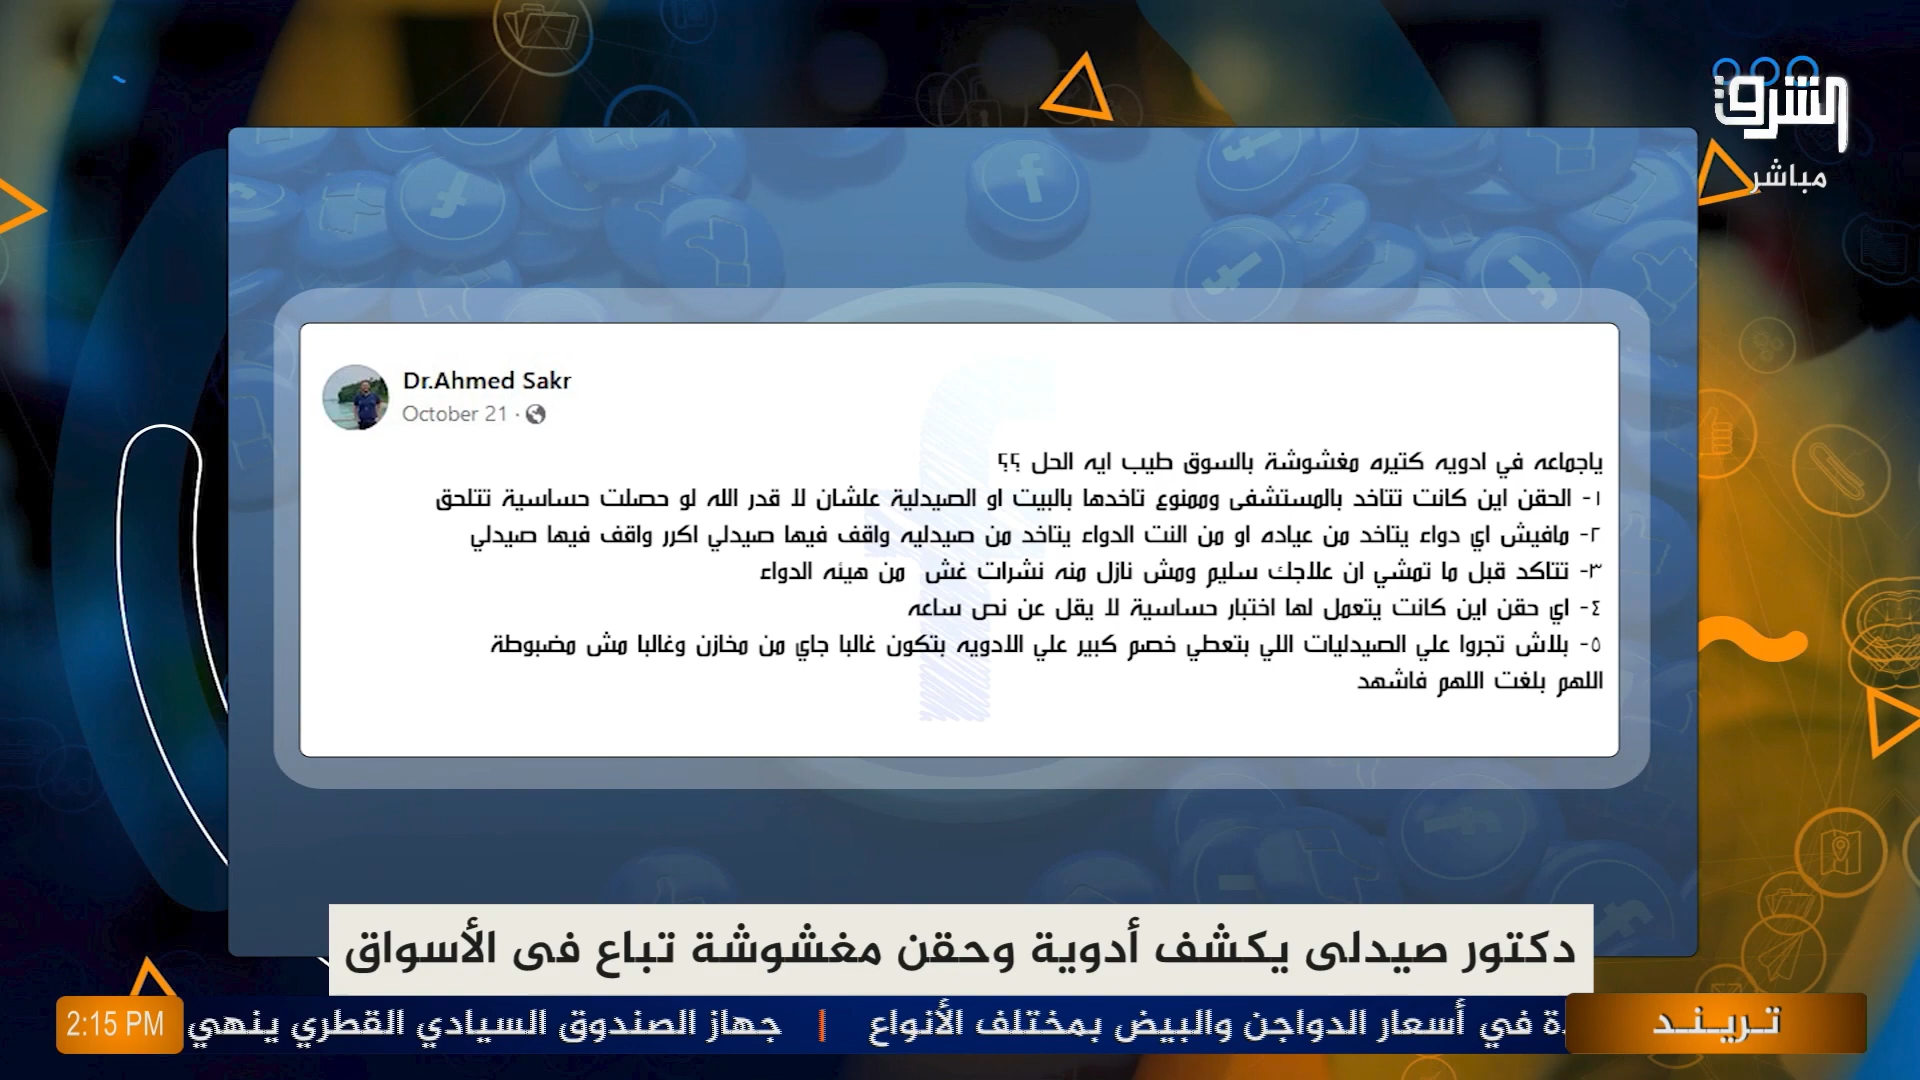 الشرق
مباشر
Dr.Ahmed Sakr
October 21 ·
ياجماعه في ادويه كتيره مغشوشة بالسوق طيب ايه الحل ؟؟
١- الحقن اين كانت تتاخد بالمستشفى وممنوع تاخدها بالبيت او الصيدلية علشان لا قدر الله لو حصلت حساسية تتلحق
٢- مافيش اي دواء يتاخد من عياده او من النت الدواء يتاخد من صيدليه واقف فيها صيدلي اكرر واقف فيها صيدلي
٣- تتاكد قبل ما تمشي ان علاجك سليم ومش نازل منه نشرات غش من هيئه الدواء
٤- اي حقن اين كانت يتعمل لها اختبار حساسية لا يقل عن نص ساعه
٥- بلاش تجروا علي الصيدليات اللي بتعطي خصم كبير علي الادويه بتكون غالبا جاي من مخازن وغالبا مش مضبوطة
اللهم بلغت اللهم فاشهد
دكتور صيدلى يكشف أدوية وحقن مغشوشة تباع فى الأسواق
تـريـنـد
ة في أسعار الدواجن والبيض بمختلف الأنواع | جهاز الصندوق السيادي القطري ينهي
2:15 PM